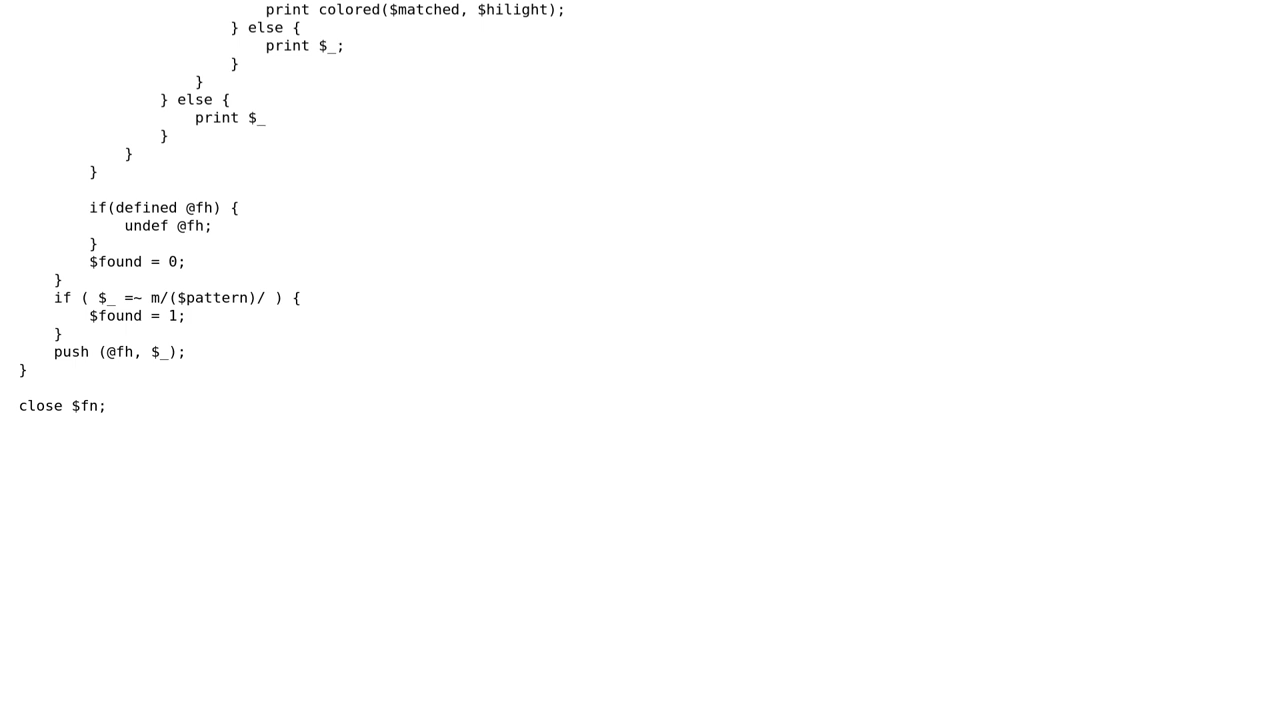 print colored($matched, $hilight);
} else {
print $_;
}
}
} else {
print $_
}
}
}
if(defined @fh) {
undef @fh;
}
$found = 0;
}
if ( $_ =~ m/($pattern)/ ) {
$found = 1;
}
push (@fh, $_);
}
close $fn;